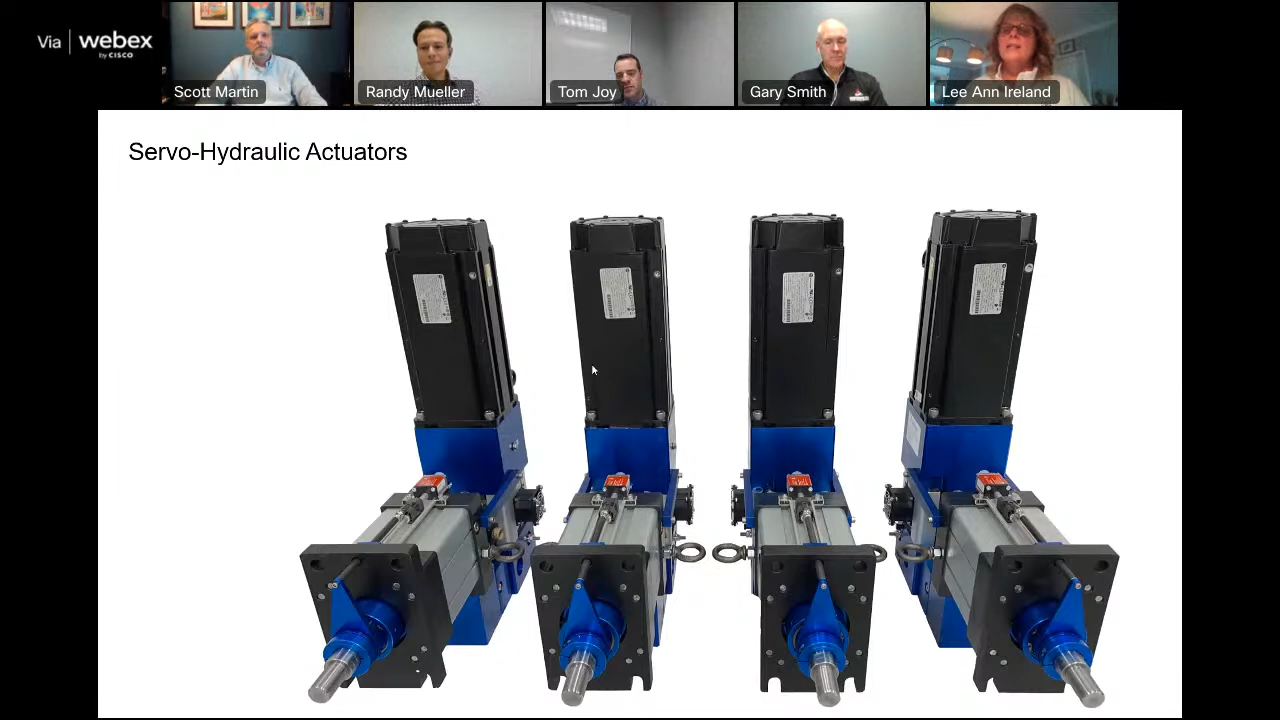 Via webex
by CISCO
Scott Martin
Randy Mueller
Tom Joy
Gary Smith
Lee Ann Ireland
Servo-Hydraulic Actuators